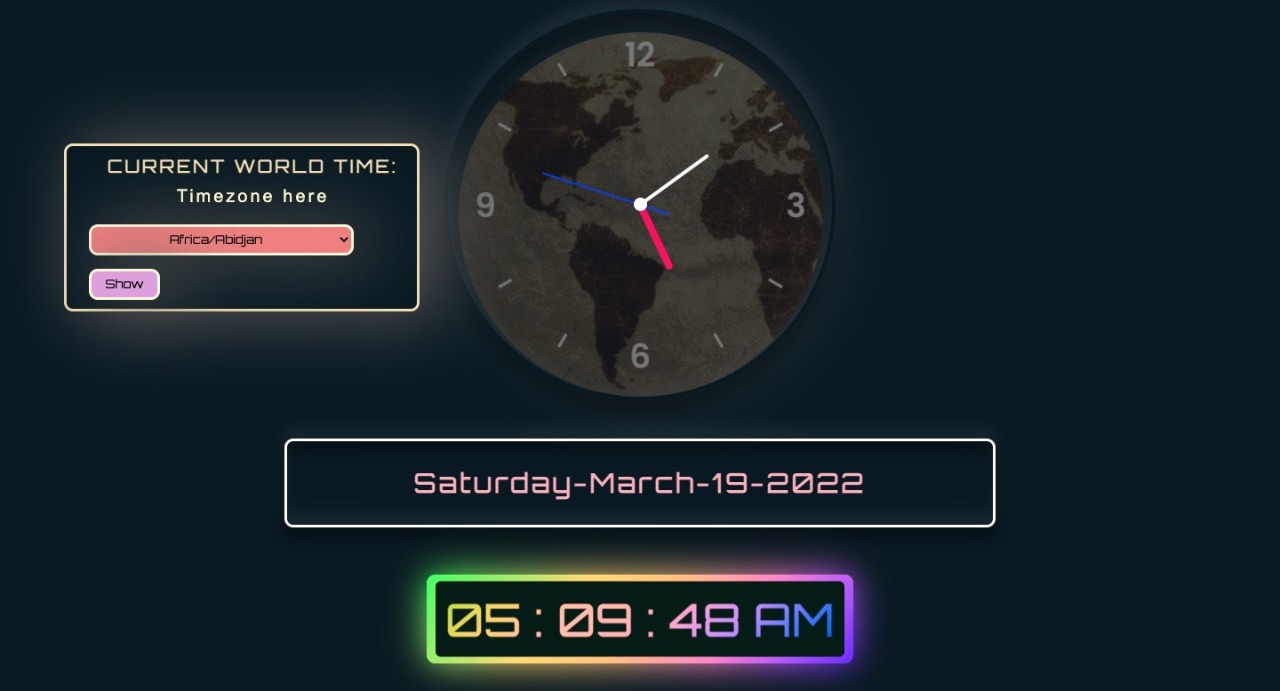 12
CURRENT WORLD TIME:
Timezone here
9
3
Africa/Abidjan
Show
6
Saturday-March-19-2022
05 : 09 : 48 AM